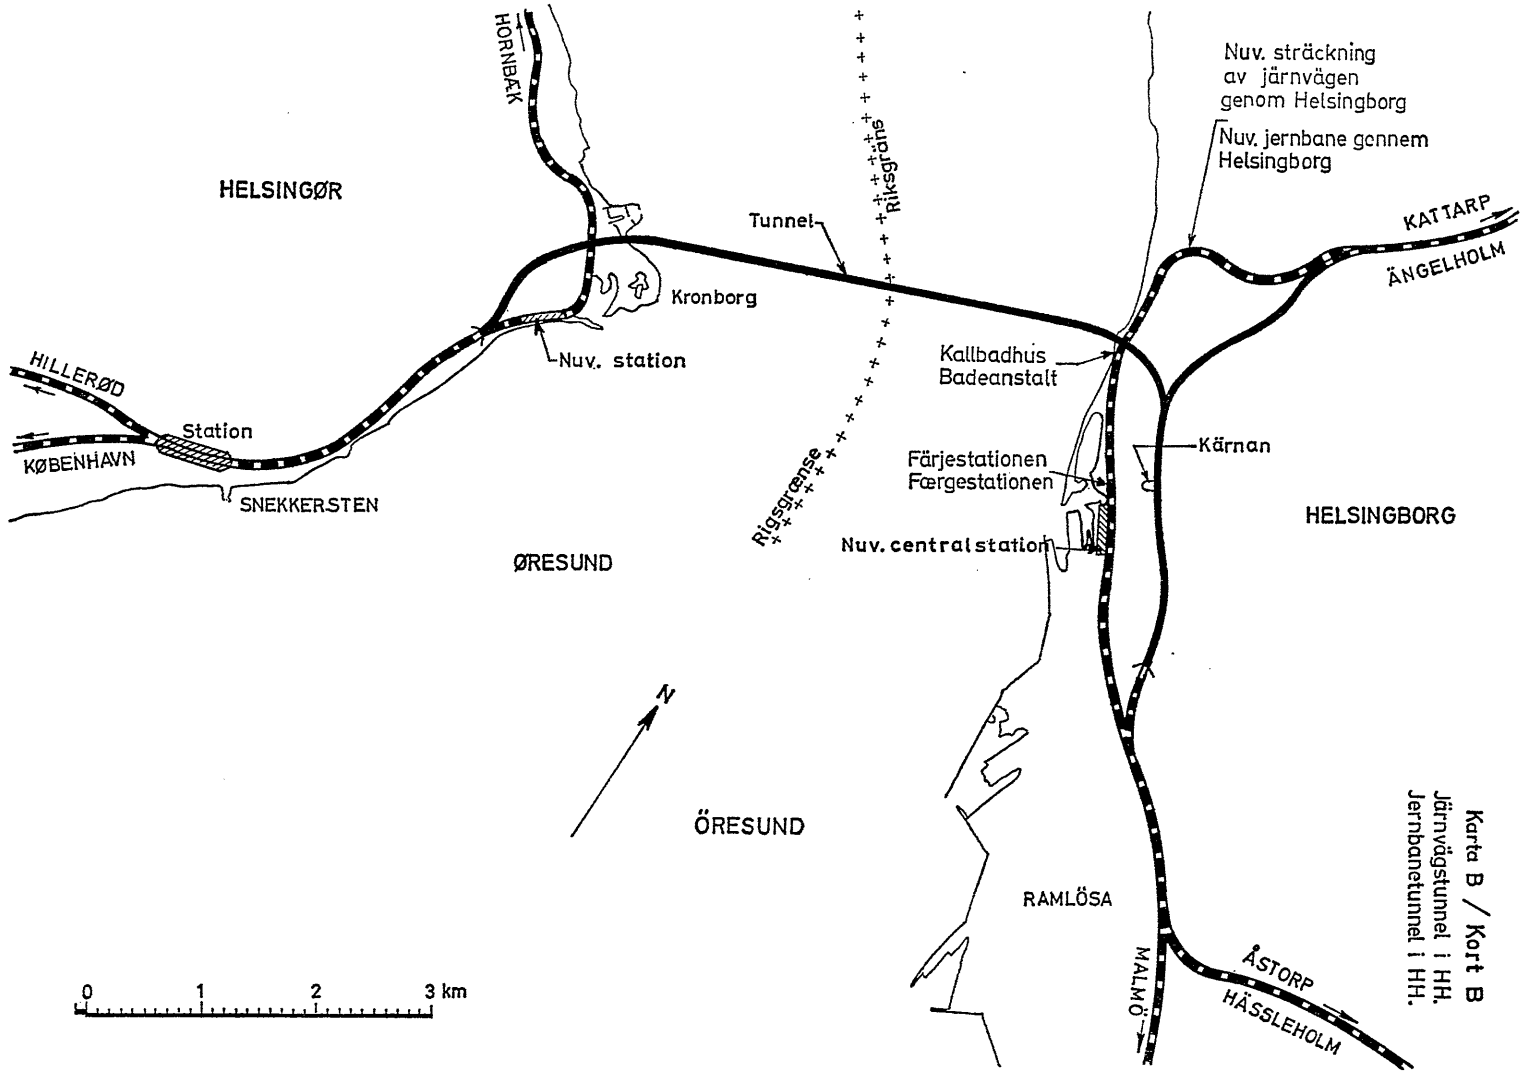 HORNBÆK
Nuv. sträckning
av järnvägen
genom Helsingborg
Nuv. jernbane gennem
Helsingborg
Riksgräns
HELSINGØR
Tunnel
KATTARP
ÄNGELHOLM
Kronborg
Nuv. station
Kallbadhus
Badeanstalt
HILLERØD
Station
KØBENHAVN
SNEKKERSTEN
Rigsgrænse
Färjestationen
Færgestationen
Kärnan
HELSINGBORG
Nuv. centralstation
ØRESUND
N
ÖRESUND
RAMLÖSA
MALMÖ
ÅSTORP
HÄSSLEHOLM
Karta B / Kort B
Järnvägstunnel i HH.
Jernbanetunnel i HH.
0 1 2 3 km